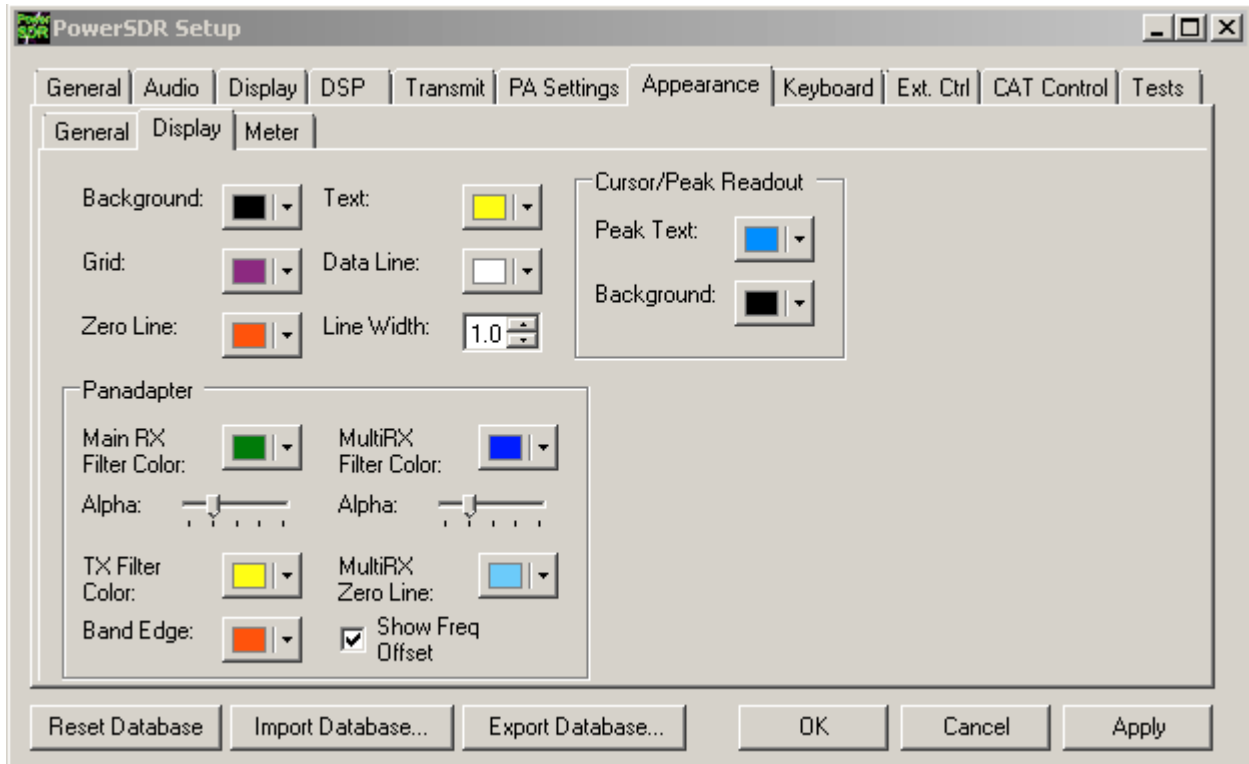 PowerSDR Setup
General Audio Display DSP Transmit PA Settings Appearance Keyboard Ext. Ctrl CAT Control Tests
General Display Meter
Background: Text:
Grid: Data Line:
Zero Line: Line Width: 1.0
Cursor/Peak Readout
Peak Text:
Background:
Panadapter
Main RX
Filter Color:
MultiRX
Filter Color:
Alpha: Alpha:
TX Filter
Color:
MultiRX
Zero Line:
Band Edge:
Show Freq
Offset
Reset Database Import Database... Export Database... OK Cancel Apply